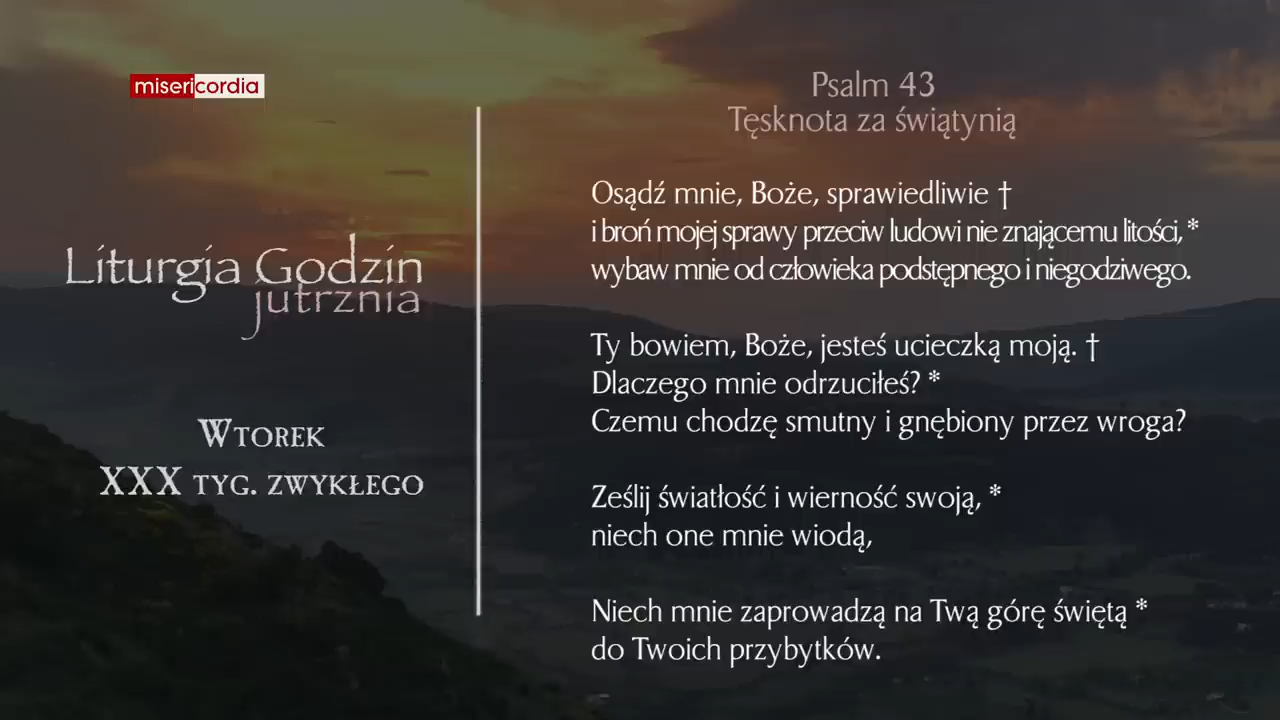 misericordia
Liturgia Godzin
jutrznia
Wtorek
XXX tyg. zwykłego
Psalm 43
Tęsknota za świątynią
Osądź mnie, Boże, sprawiedliwie †
i broń mojej sprawy przeciw ludowi nie znającemu litości, *
wybaw mnie od człowieka podstępnego i niegodziwego.
Ty bowiem, Boże, jesteś ucieczką moją. †
Dlaczego mnie odrzuciłeś? *
Czemu chodzę smutny i gnębiony przez wroga?
Ześlij światłość i wierność swoją, *
niech one mnie wiodą,
Niech mnie zaprowadzą na Twą górę świętą *
do Twoich przybytków.